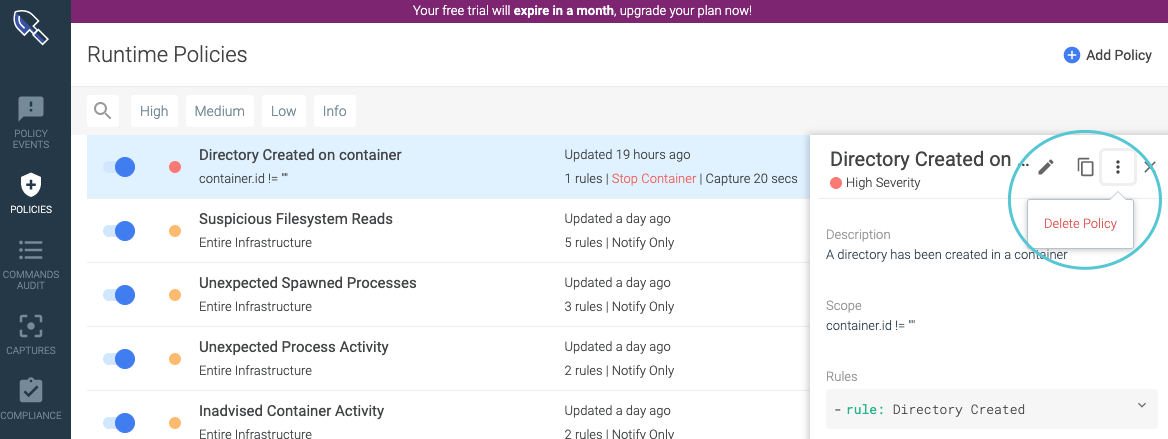 Your free trial will expire in a month, upgrade your plan now!
Runtime Policies
Add Policy
High
Medium
Low
Info
POLICY
EVENTS
POLICIES
COMMANDS
AUDIT
CAPTURES
COMPLIANCE
Directory Created on container
Updated 19 hours ago
container.id != ""
1 rules | Stop Container | Capture 20 secs
Suspicious Filesystem Reads
Updated a day ago
Entire Infrastructure
5 rules | Notify Only
Unexpected Spawned Processes
Updated a day ago
Entire Infrastructure
3 rules | Notify Only
Unexpected Process Activity
Updated a day ago
Entire Infrastructure
2 rules | Notify Only
Inadvised Container Activity
Updated a day ago
Entire Infrastructure
2 rules | Notify Only
Directory Created on ...
High Severity
Delete Policy
Description
A directory has been created in a container
Scope
container.id != ""
Rules
- rule: Directory Created